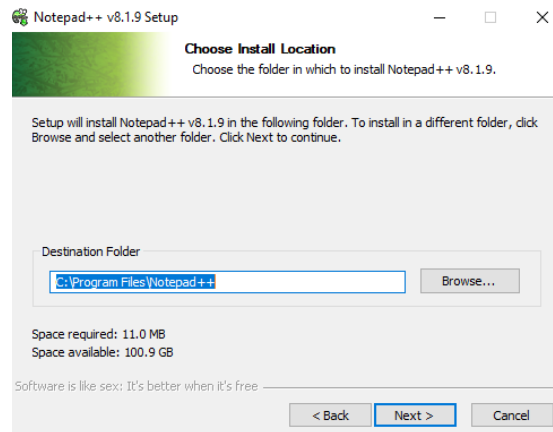 Notepad++ v8.1.9 Setup
Choose Install Location
Choose the folder in which to install Notepad++ v8.1.9.
Setup will install Notepad++ v8.1.9 in the following folder. To install in a different folder, click
Browse and select another folder. Click Next to continue.
Destination Folder
C:\Program Files\Notepad++
Browse...
Space required: 11.0 MB
Space available: 100.9 GB
Software is like sex: It's better when it's free
< Back Next > Cancel